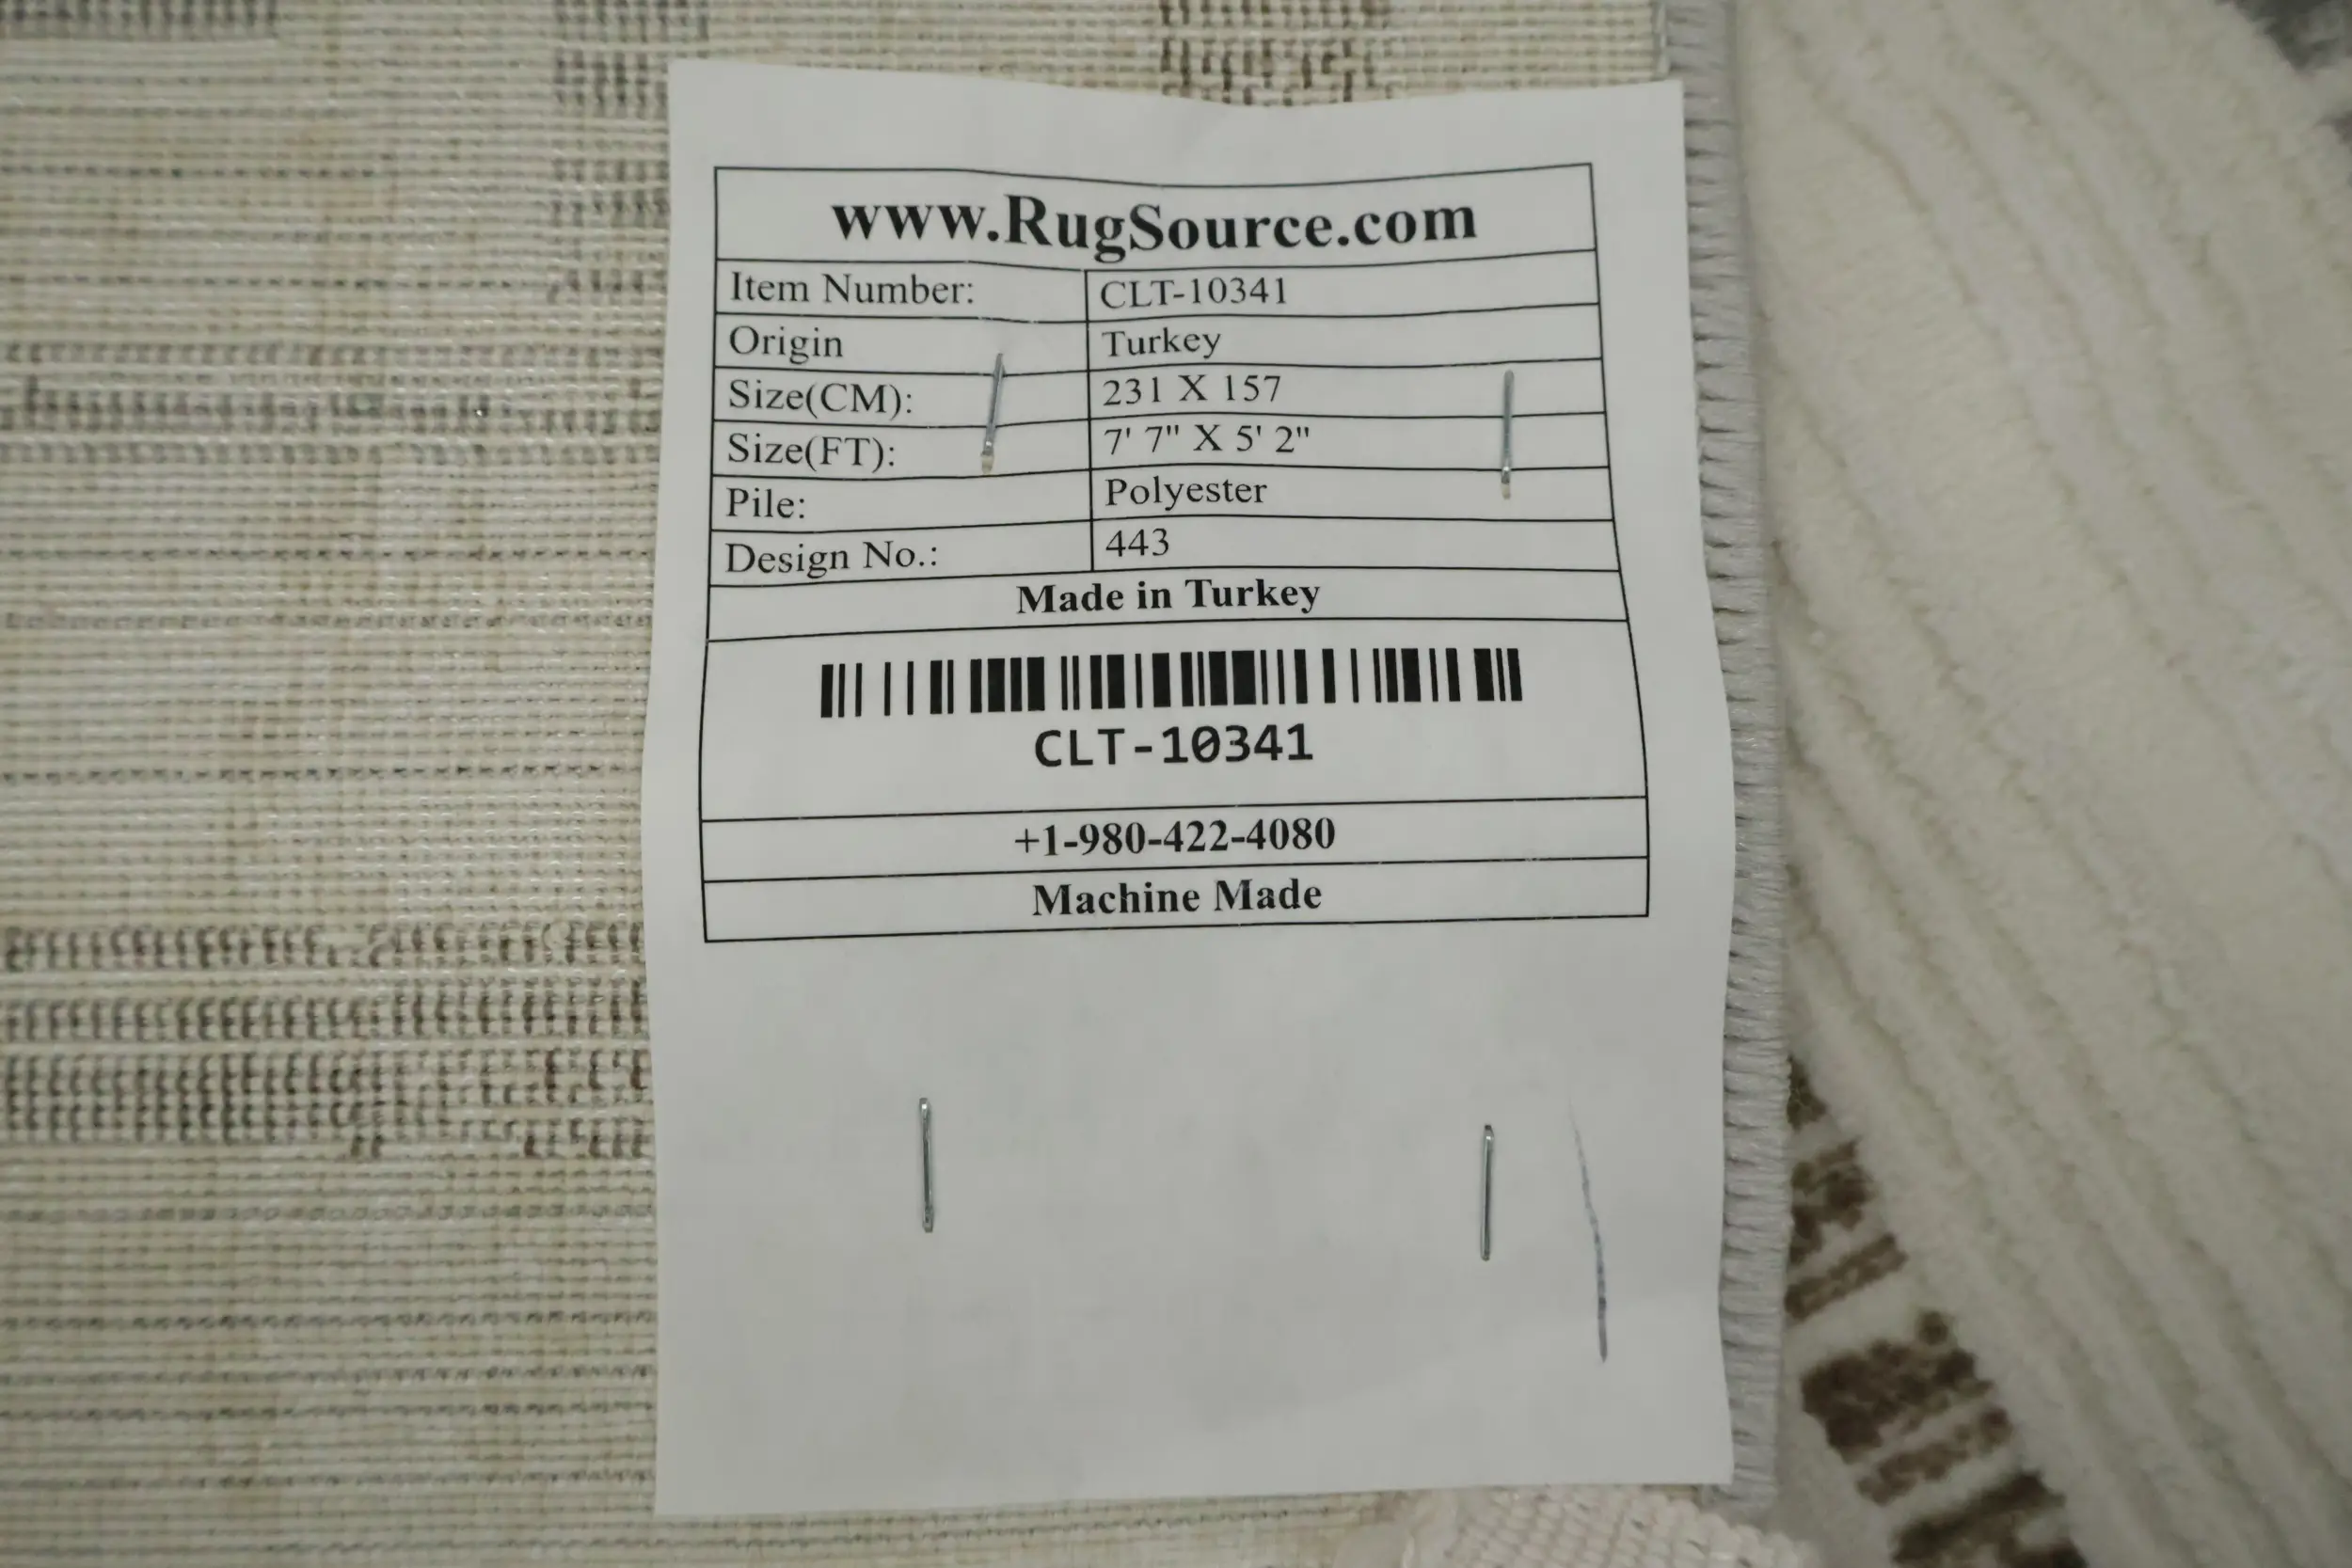 www.RugSource.com
Item Number: CLT-10341
Origin Turkey
Size(CM): 231 X 157
Size(FT): 7' 7" X 5' 2"
Pile: Polyester
Design No.: 443
Made in Turkey
CLT-10341
+1-980-422-4080
Machine Made